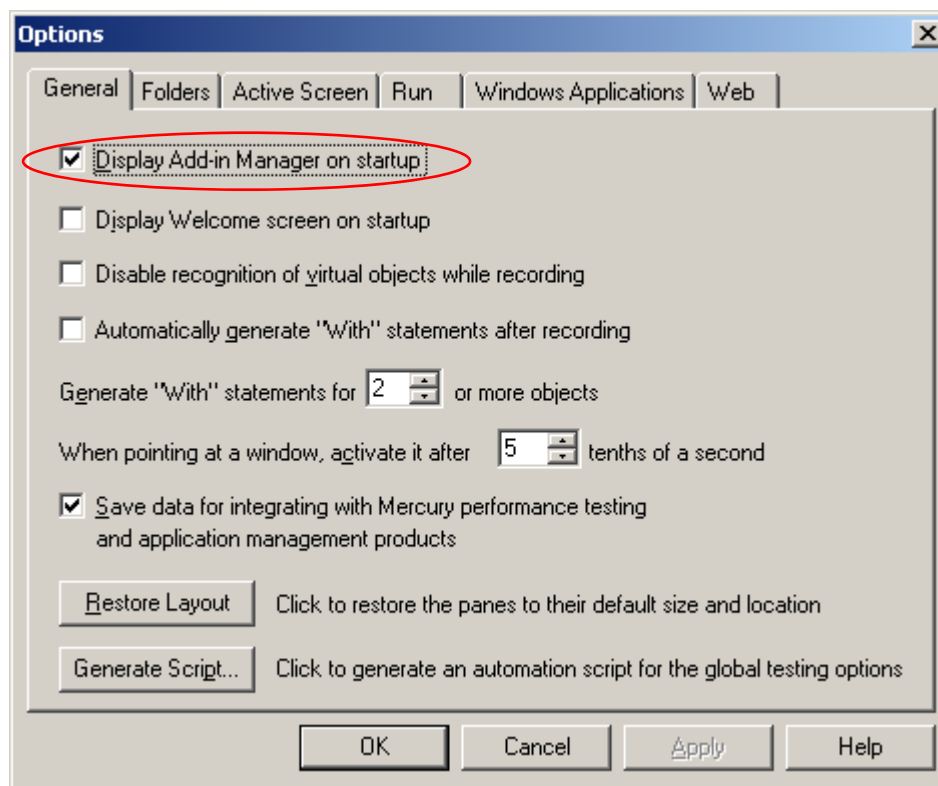 Options
General Folders Active Screen Run Windows Applications Web
Display Add-in Manager on startup
Display Welcome screen on startup
Disable recognition of virtual objects while recording
Automatically generate "With" statements after recording
Generate "With" statements for 2 or more objects
When pointing at a window, activate it after 5 tenths of a second
Save data for integrating with Mercury performance testing
and application management products
Restore Layout Click to restore the panes to their default size and location
Generate Script... Click to generate an automation script for the global testing options
OK Cancel Apply Help